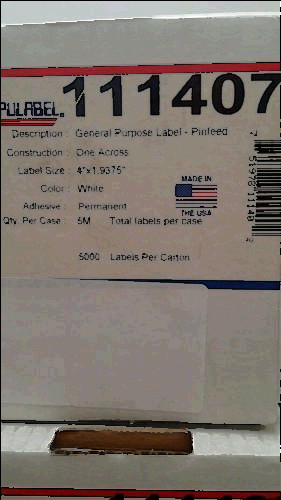 PULABEL. 111407
Description : General Purpose Label - Pinfeed
Construction : One Across
Label Size : 4"x1.9375"
Color : White
Adhesive : Permanent
Qty. Per Case : 5M Total labels per case
MADE IN
THE USA
5000 Labels Per Carton